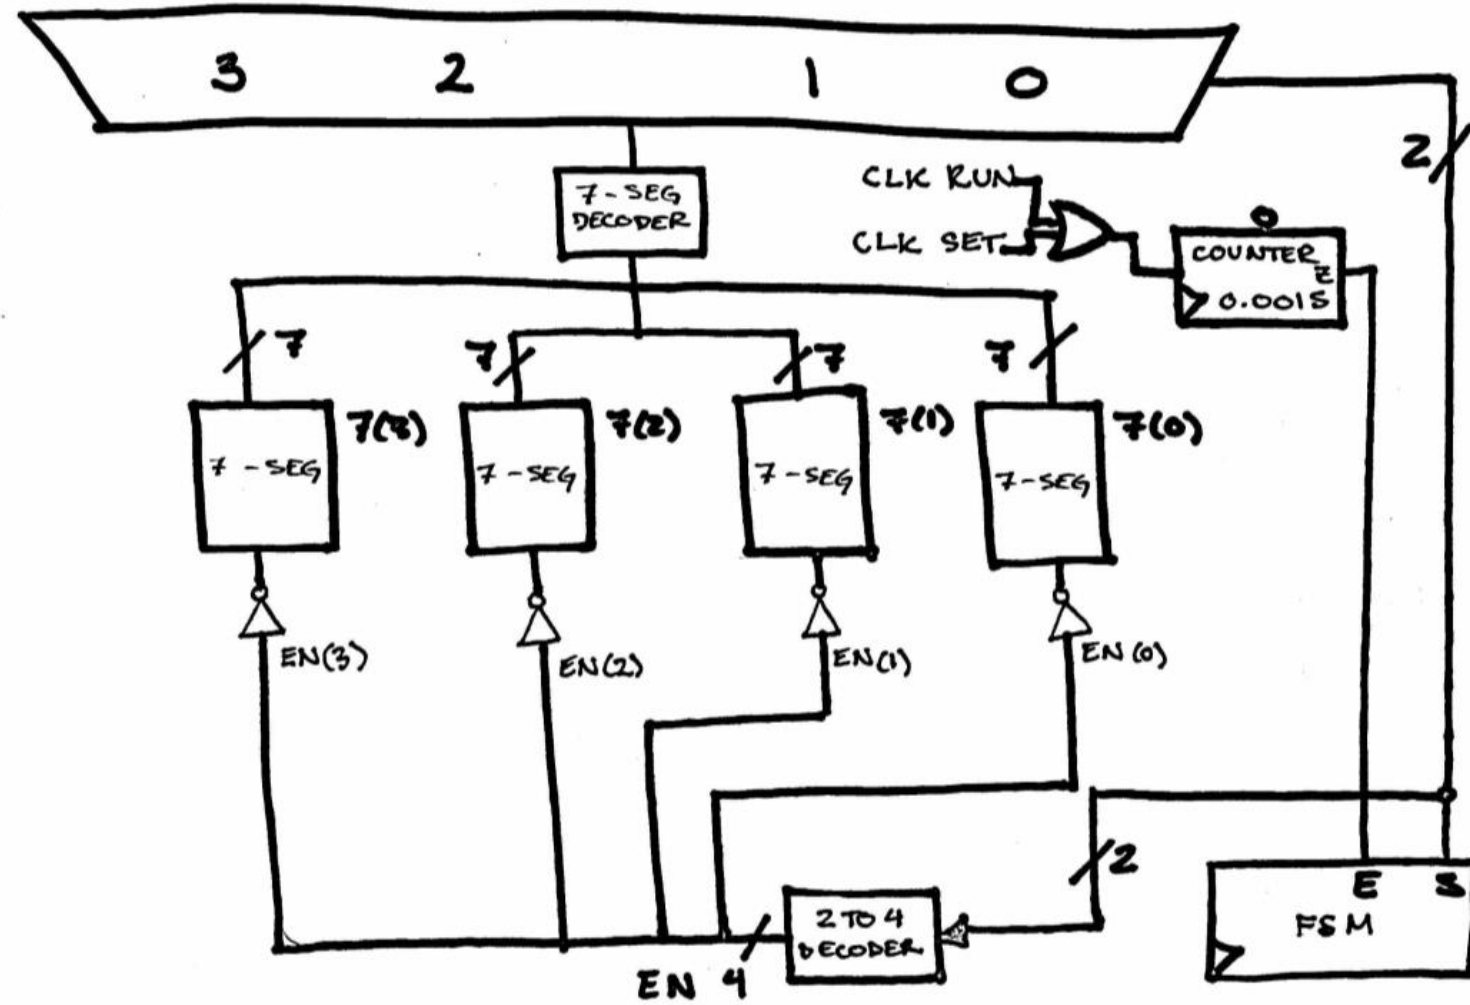 3 2 1 0
2
7-SEG
DECODER
CLK RUN
CLK SET
0
COUNTER
Z
0.001S
7
7
7
7
7-SEG
7(3)
7-SEG
7(2)
7-SEG
7(1)
7-SEG
7(0)
EN(3)
EN(2)
EN(1)
EN(0)
2
2 TO 4
DECODER
EN 4
E S
FSM